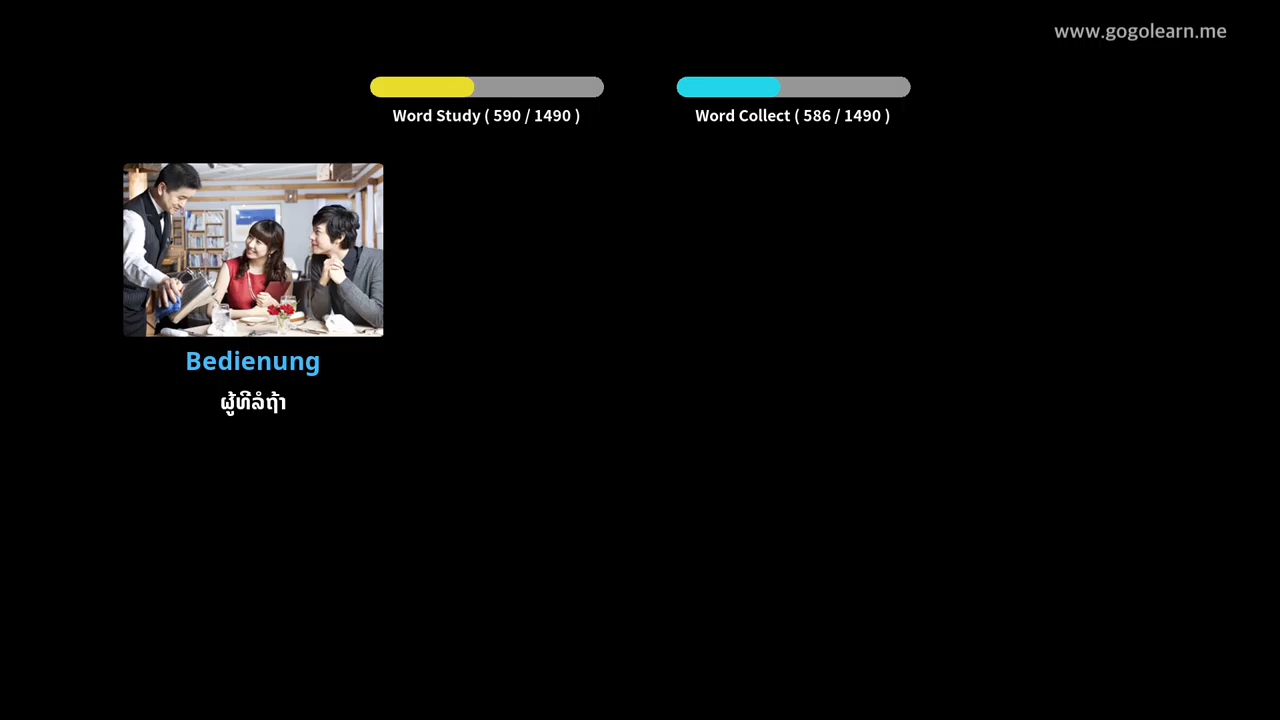 www.gogolearn.me
Word Study ( 590 / 1490 )
Word Collect ( 586 / 1490 )
Bedienung
ຜູ້ທີລໍຖ້າ